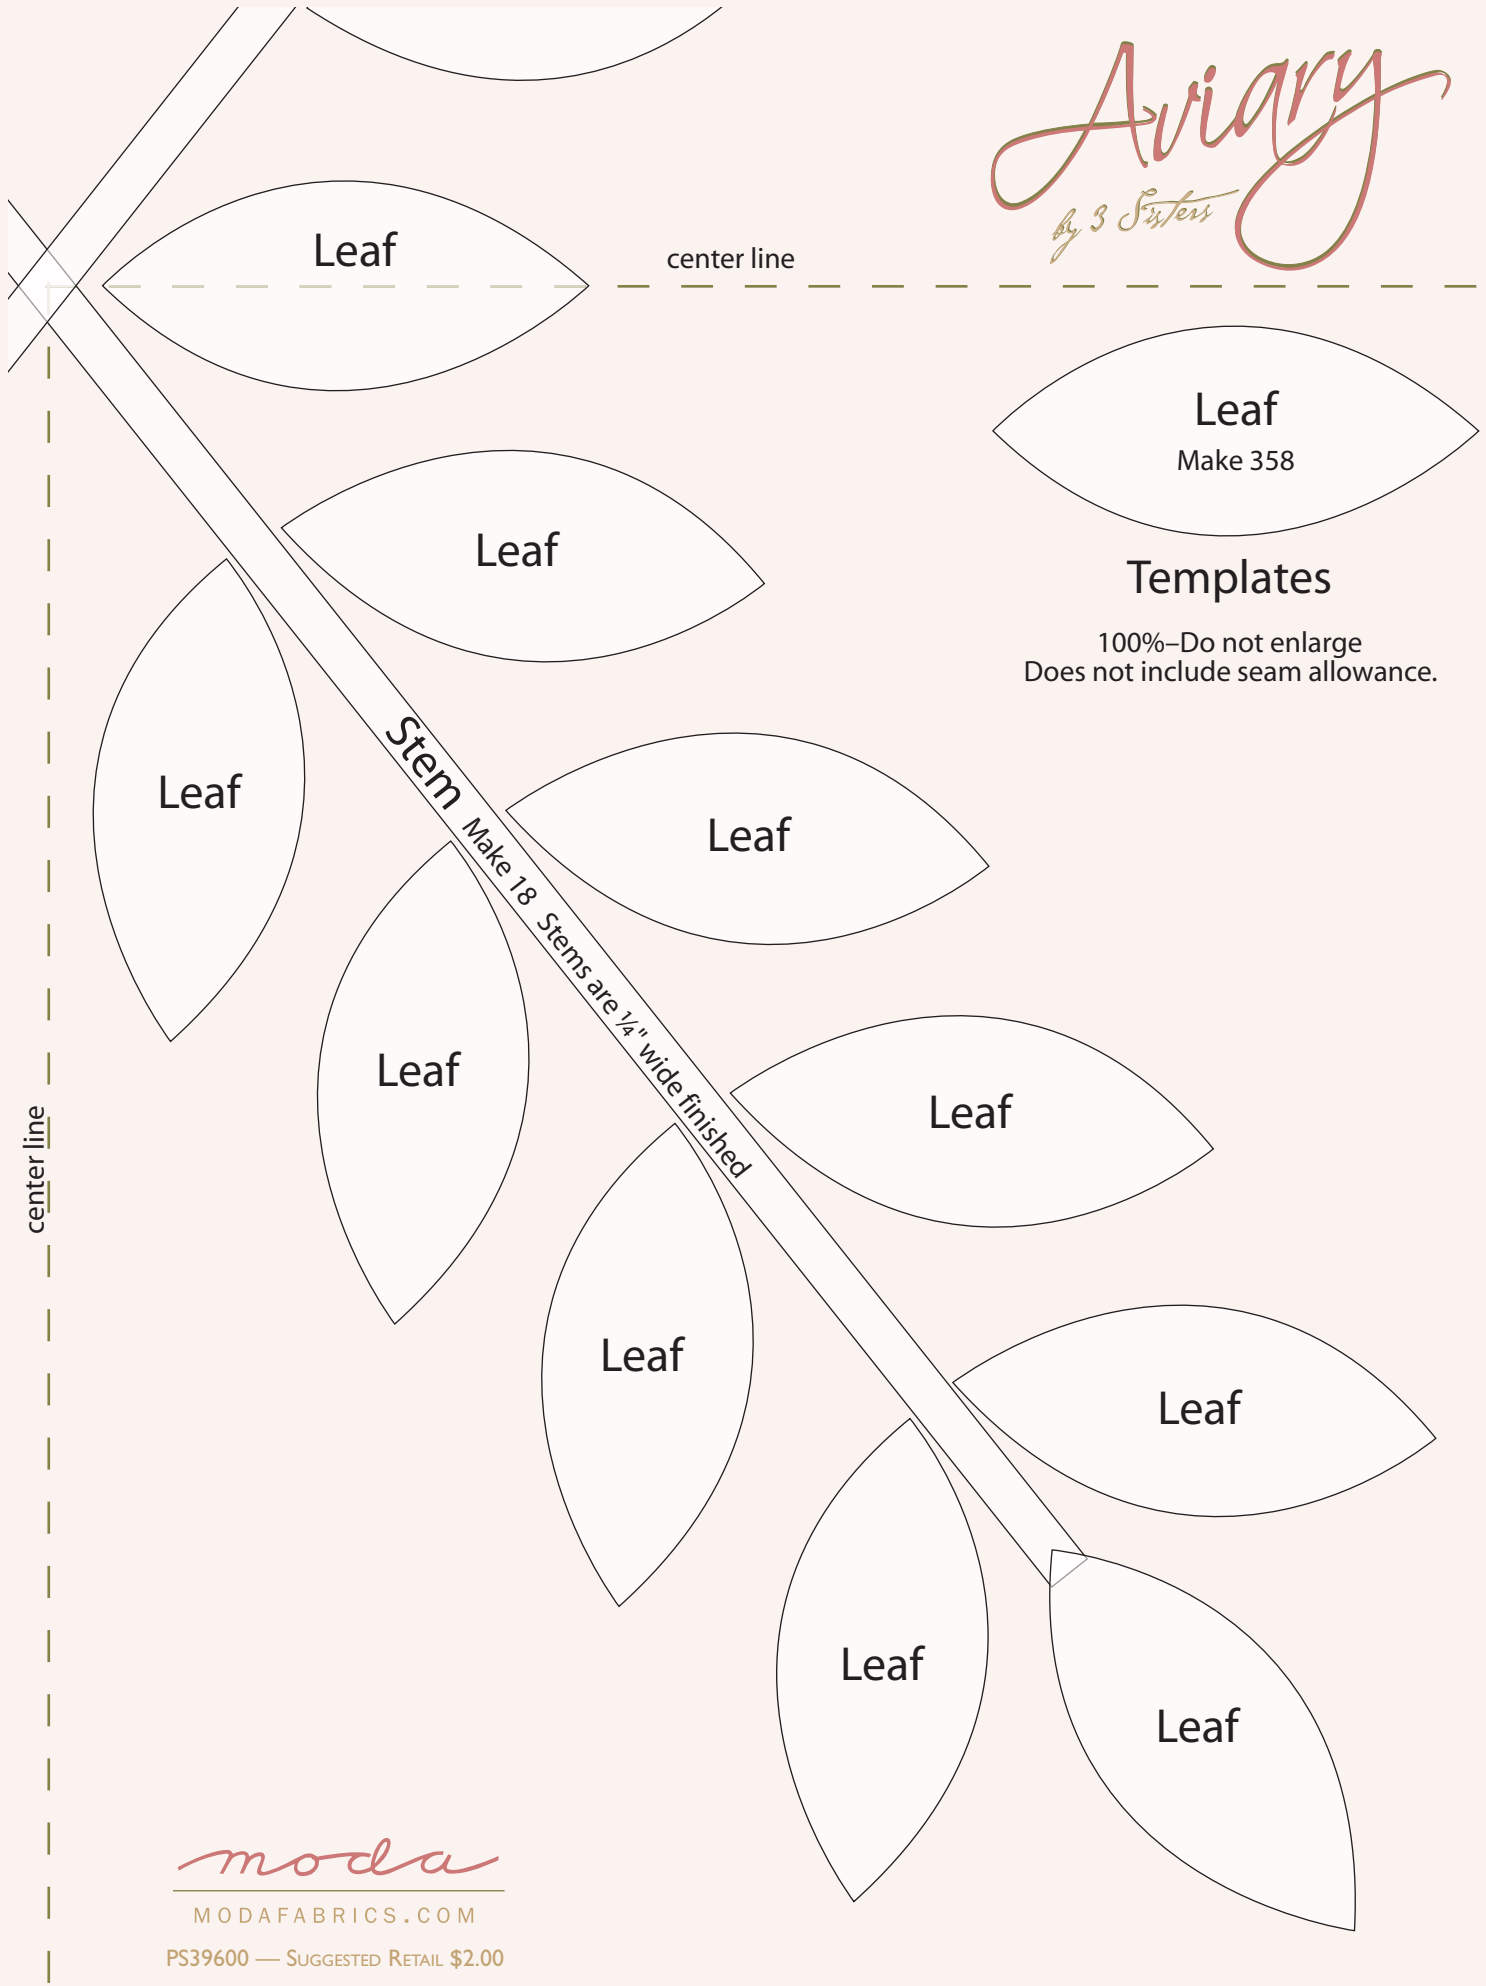 Aviary
by 3 Sisters
Leaf
center line
Leaf
Make 358
Templates
100%–Do not enlarge
Does not include seam allowance.
Leaf
Leaf
Stem Make 18 Stems are ¼" wide finished
Leaf
Leaf
Leaf
center line
Leaf
Leaf
Leaf
Leaf
moda
MODAFABRICS.COM
PS39600 — Suggested Retail $2.00